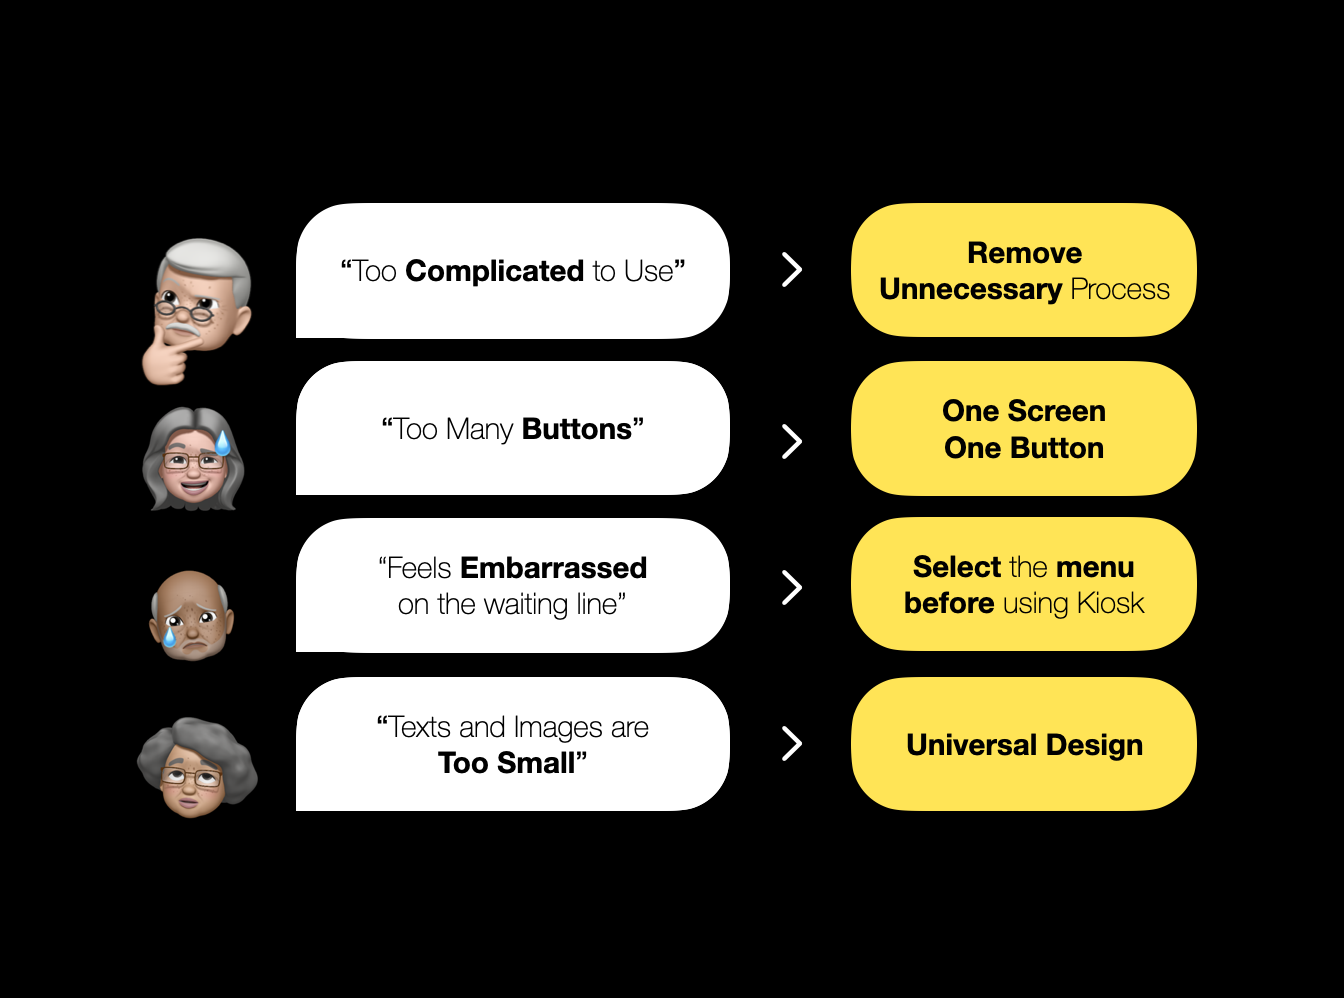 “Too Complicated to Use”
Remove
Unnecessary Process
“Too Many Buttons”
One Screen
One Button
“Feels Embarrassed
on the waiting line”
Select the menu
before using Kiosk
“Texts and Images are
Too Small”
Universal Design